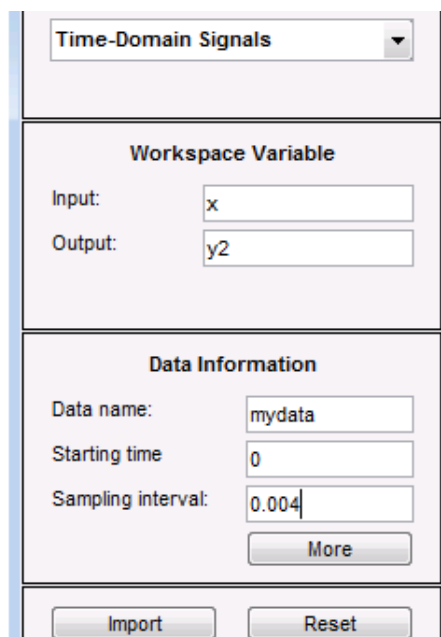 Time-Domain Signals
Workspace Variable
Input: x
Output: y2
Data Information
Data name: mydata
Starting time 0
Sampling interval: 0.004
More
Import Reset